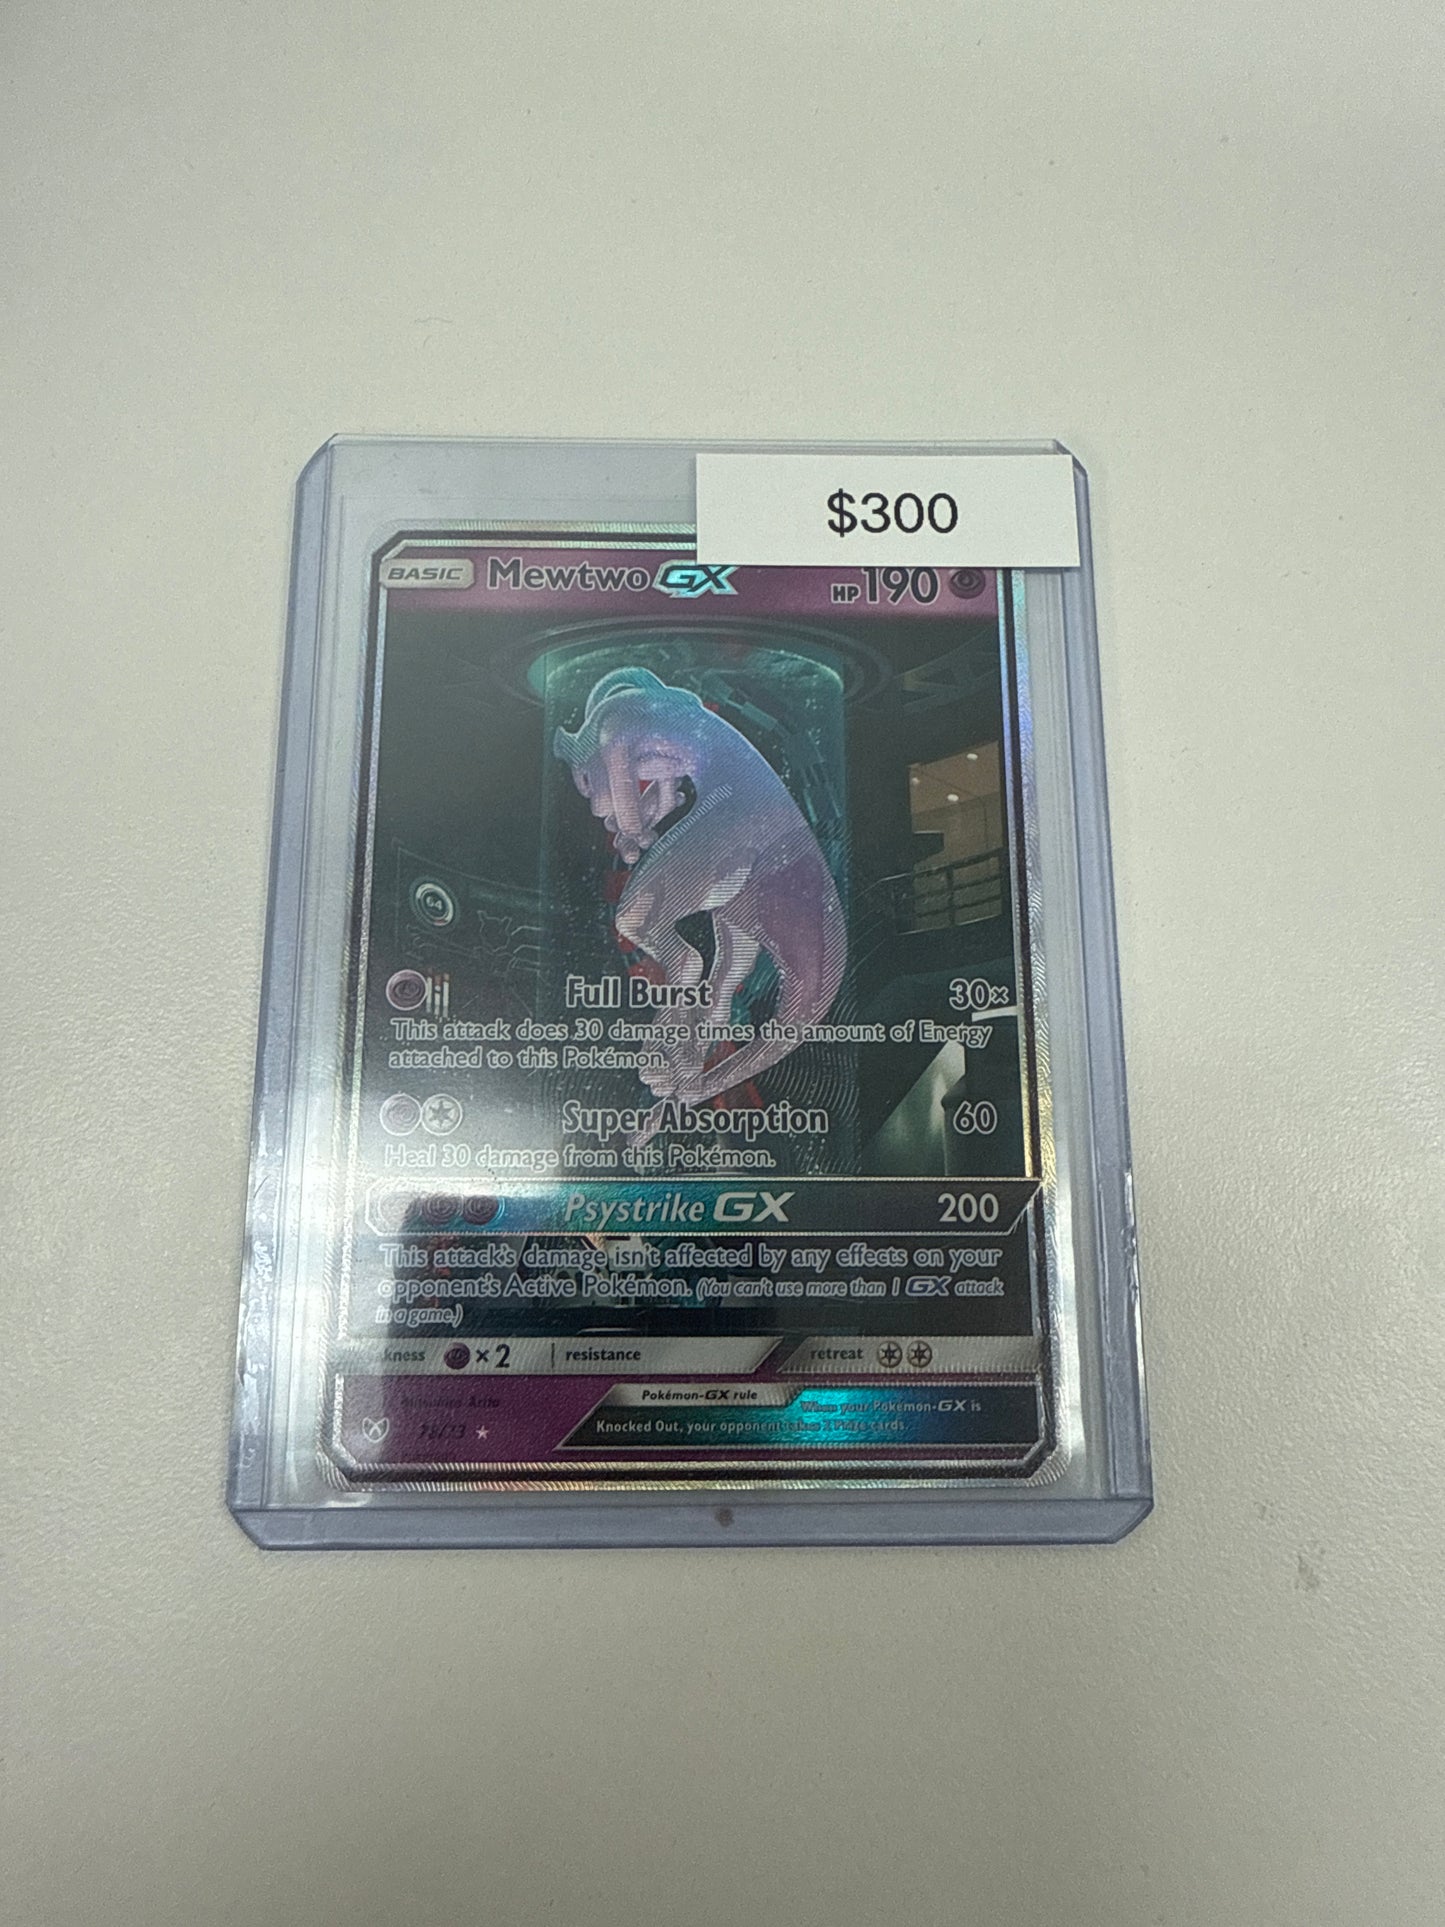 $300
BASIC Mewtwo GX HP 190
64
Full Burst 30×
This attack does 30 damage times the amount of Energy
attached to this Pokémon.
Super Absorption 60
Heal 30 damage from this Pokémon.
Psystrike GX 200
This attack's damage isn't affected by any effects on your
opponent's Active Pokémon. (You can't use more than 1 GX attack
in a game.)
×2 resistance retreat
Pokémon-GX rule
When your Pokémon-GX is
Knocked Out, your opponent takes 2 Prize cards.
78/73